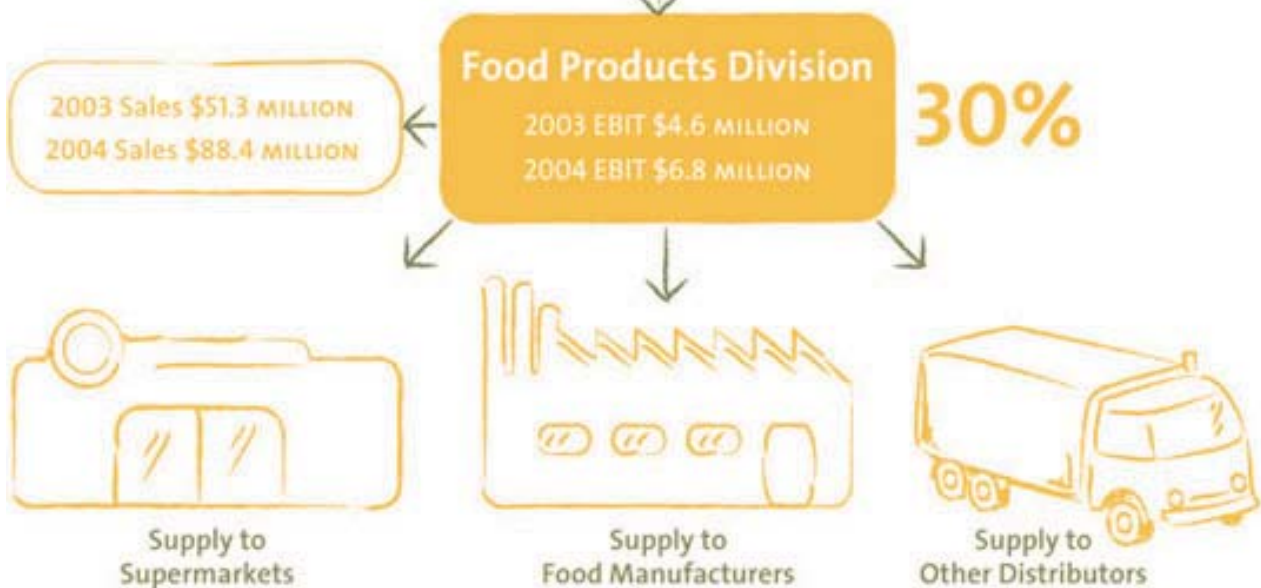 Food Products Division
2003 EBIT $4.6 MILLION
2004 EBIT $6.8 MILLION
30%
2003 Sales $51.3 MILLION
2004 Sales $88.4 MILLION
Supply to
Supermarkets
Supply to
Food Manufacturers
Supply to
Other Distributors